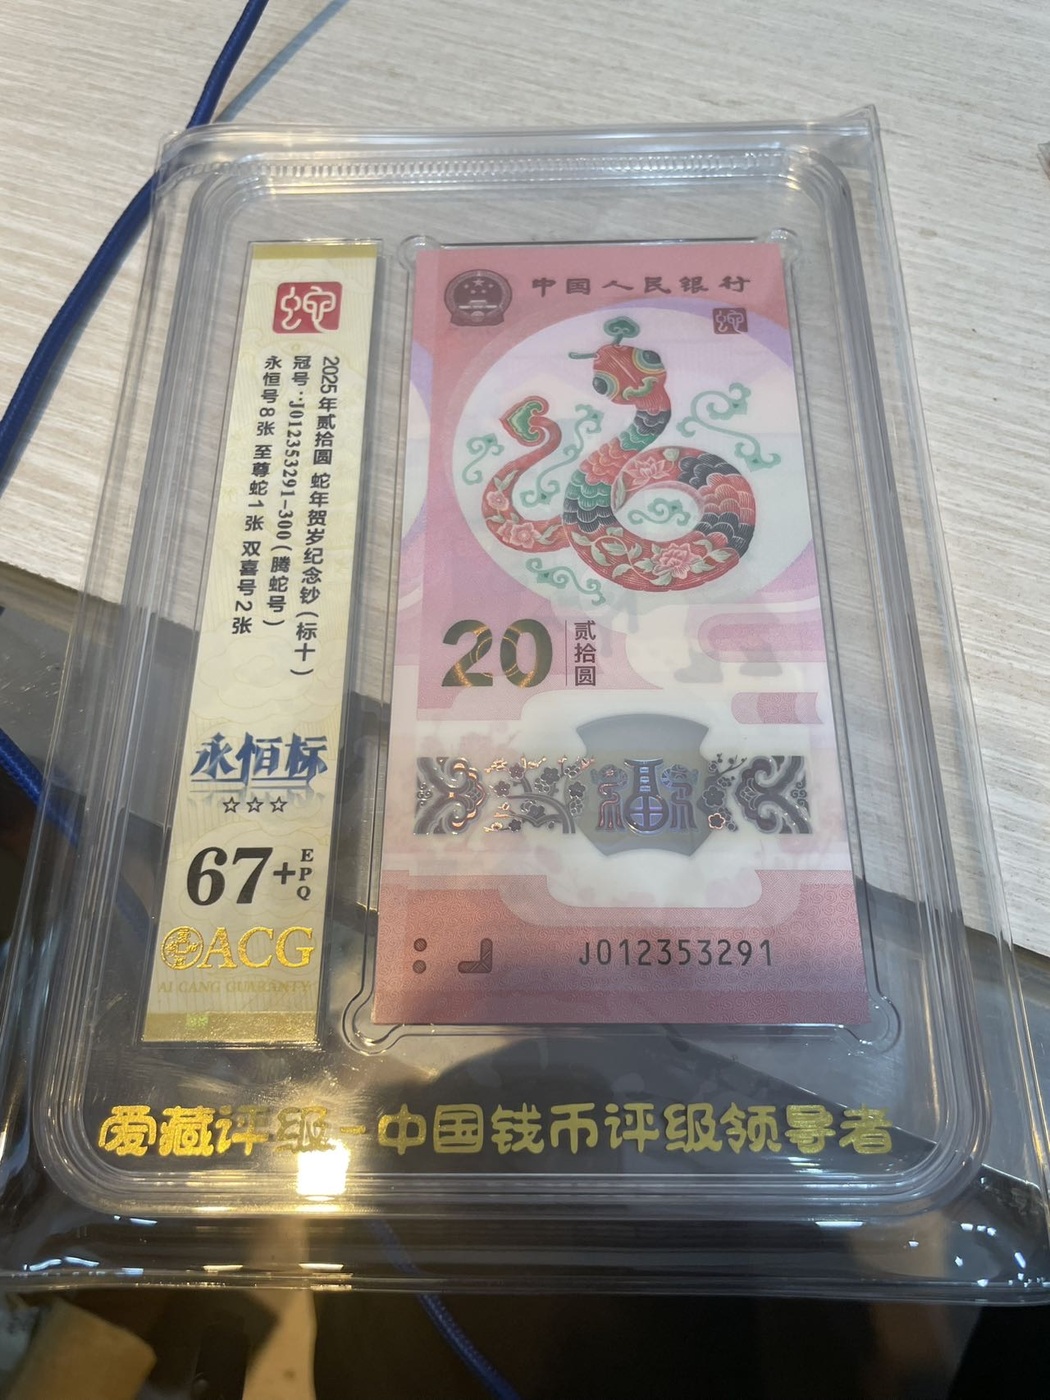 蛇
2025年贰拾圆 蛇年贺岁纪念钞(标十)
冠号:J012353291-300(腾蛇号)
永恒号8张 至尊蛇1张 双喜号2张
永恒标
☆☆☆
67+EPQ
ACG
AI CANG GUARANTY
中国人民银行
蛇
20 贰拾圆
福
J012353291
爱藏评级-中国钱币评级领导者